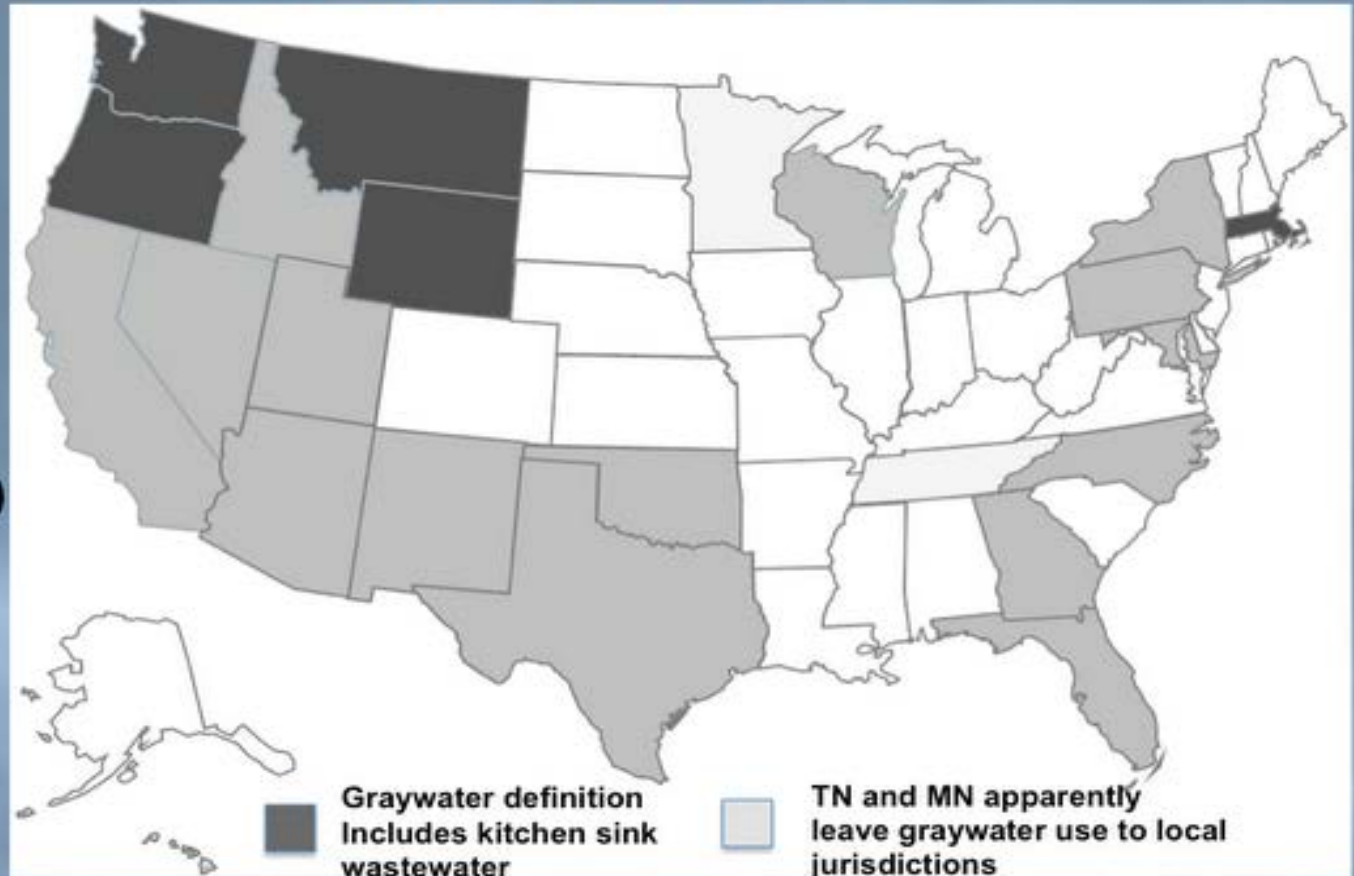 Graywater definition
Includes kitchen sink
wastewater
TN and MN apparently
leave graywater use to local
jurisdictions